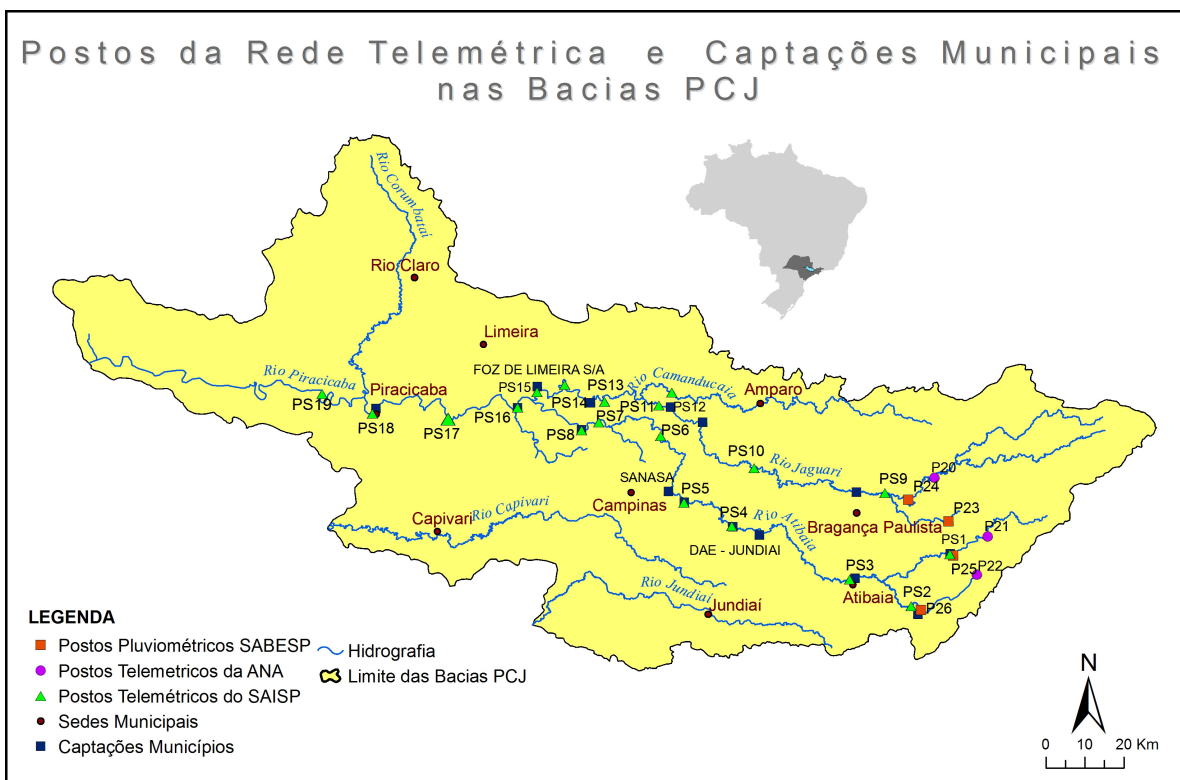 Postos da Rede Telemétrica e Captações Municipais
nas Bacias PCJ
Rio Corumbatai
Rio Claro
Limeira
FOZ DE LIMEIRA S/A
Rio Piracicaba
Piracicaba
PS19
PS18
PS17
PS16
PS15
PS14
PS13
Rio Camanducaia
Amparo
PS11
PS12
PS7
PS8
PS6
PS10
Rio Jaguari
PS9
P20
P24
SANASA
Campinas
PS5
PS4
Rio Atibaia
Bragança Paulista
P23
P21
PS1
P25
P22
Capivari
Rio Capivari
DAE - JUNDIAI
PS3
Atibaia
PS2
P26
Rio Jundiaí
Jundiaí
LEGENDA
Postos Pluviométricos SABESP
Postos Telemetricos da ANA
Postos Telemétricos do SAISP
Sedes Municipais
Captações Municípios
Hidrografia
Limite das Bacias PCJ
N
0 10 20 Km